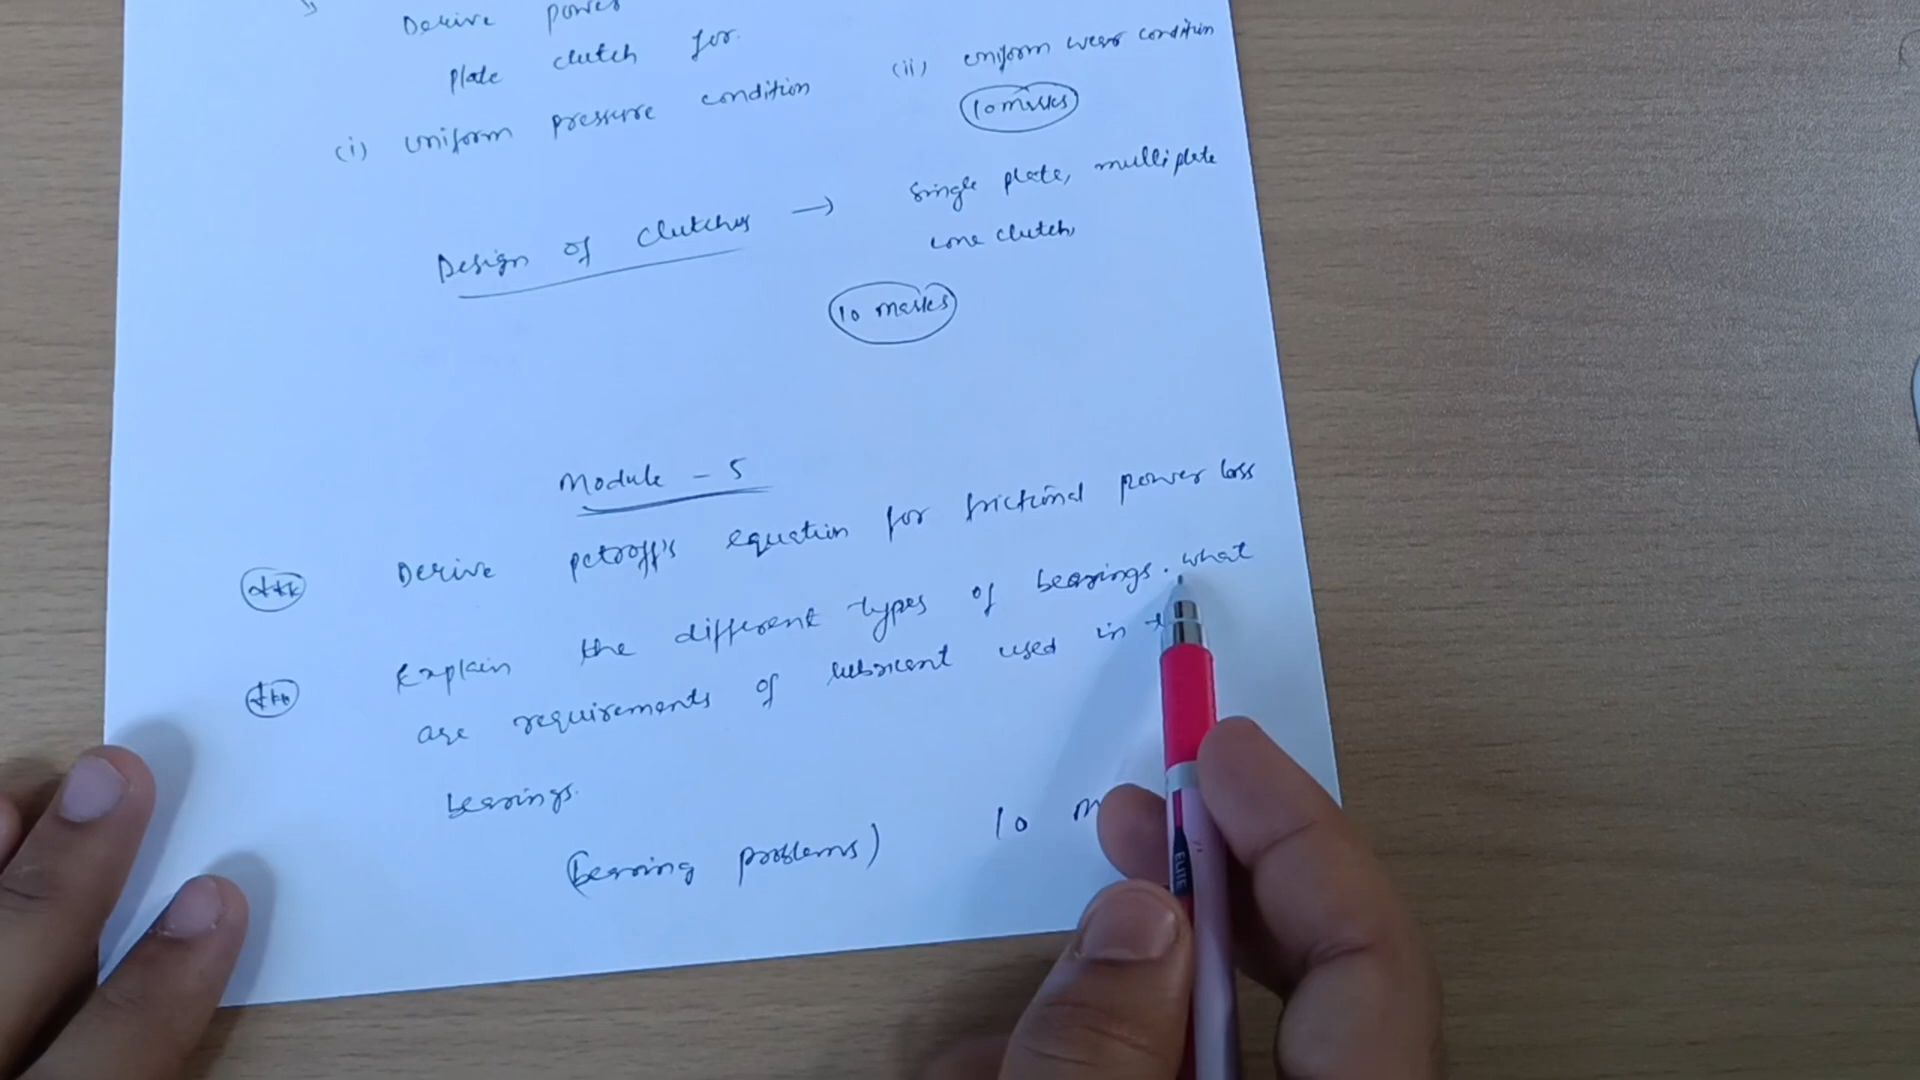 Derive power
plate clutch for
(i) uniform pressure condition (ii) uniform wear condition
10 marks
Design of clutches → single plate, multiplate
cone clutch,
10 marks
Module - 5
*** Derive petroff's equation for frictional power loss
*** Explain the different types of bearings. what
are requirements of lubricant used in
bearings.
(bearing problems) 10
ELITE